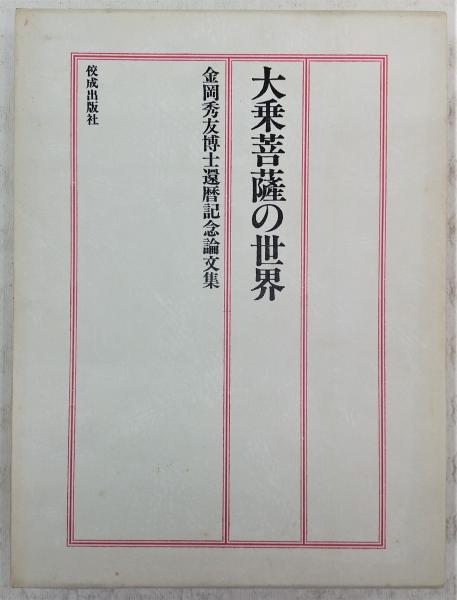 大乗菩薩の世界
金岡秀友博士還暦記念論文集
佼成出版社